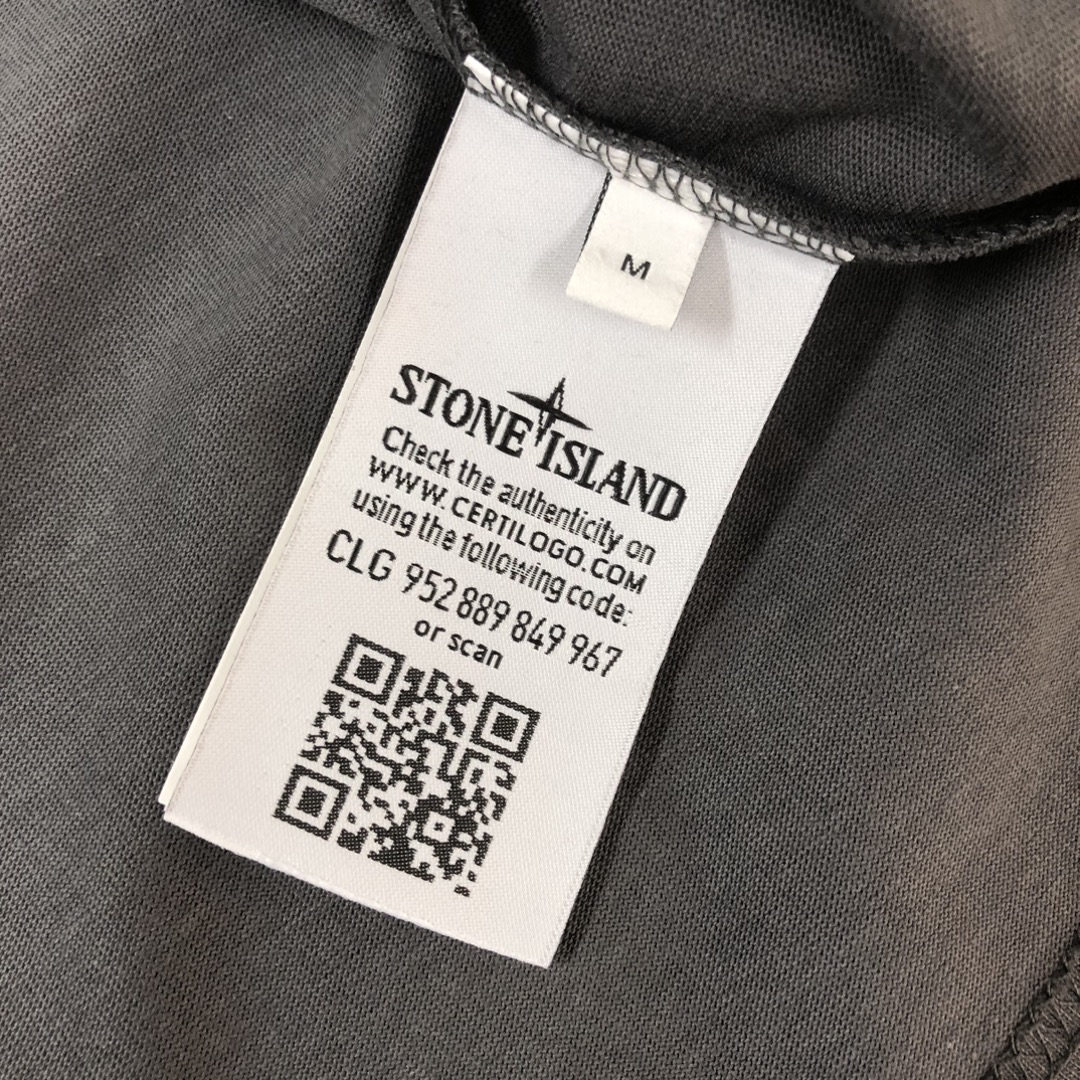 M
STONE ISLAND
Check the authenticity on
WWW.CERTILOGO.COM
using the following code:
CLG 952 889 849 967
or scan